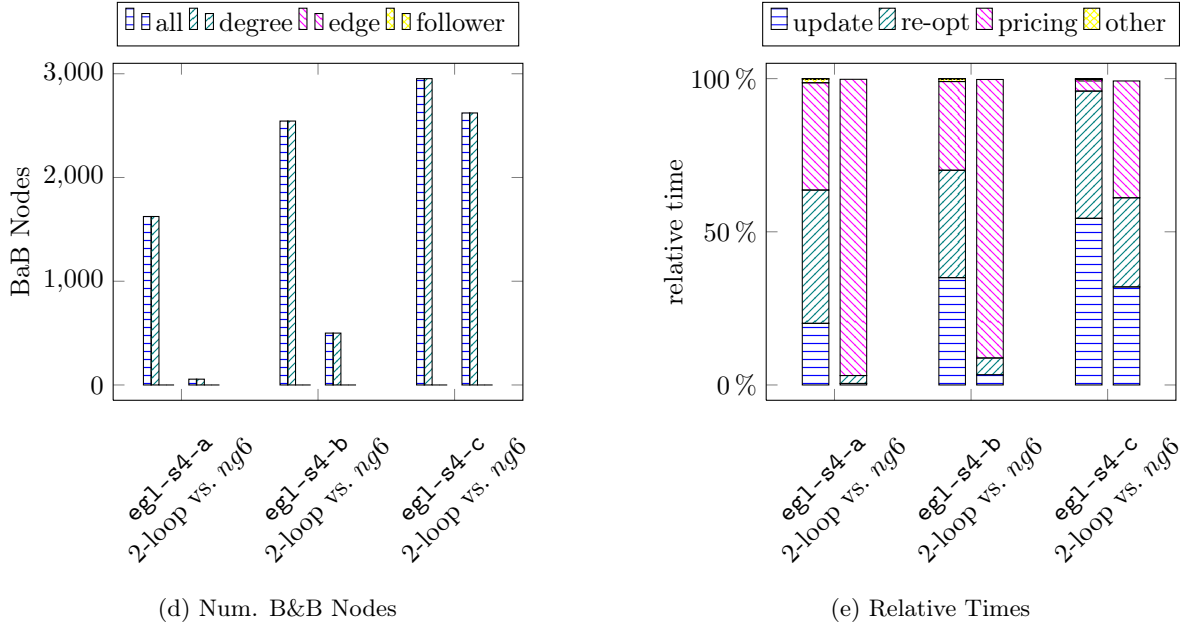 all degree edge follower
3,000
2,000
1,000
0
BaB Nodes
egl-s4-a
2-loop vs. ng6
egl-s4-b
2-loop vs. ng6
egl-s4-c
2-loop vs. ng6
(d) Num. B&B Nodes
update re-opt pricing other
100 %
50 %
0 %
relative time
egl-s4-a
2-loop vs. ng6
egl-s4-b
2-loop vs. ng6
egl-s4-c
2-loop vs. ng6
(e) Relative Times